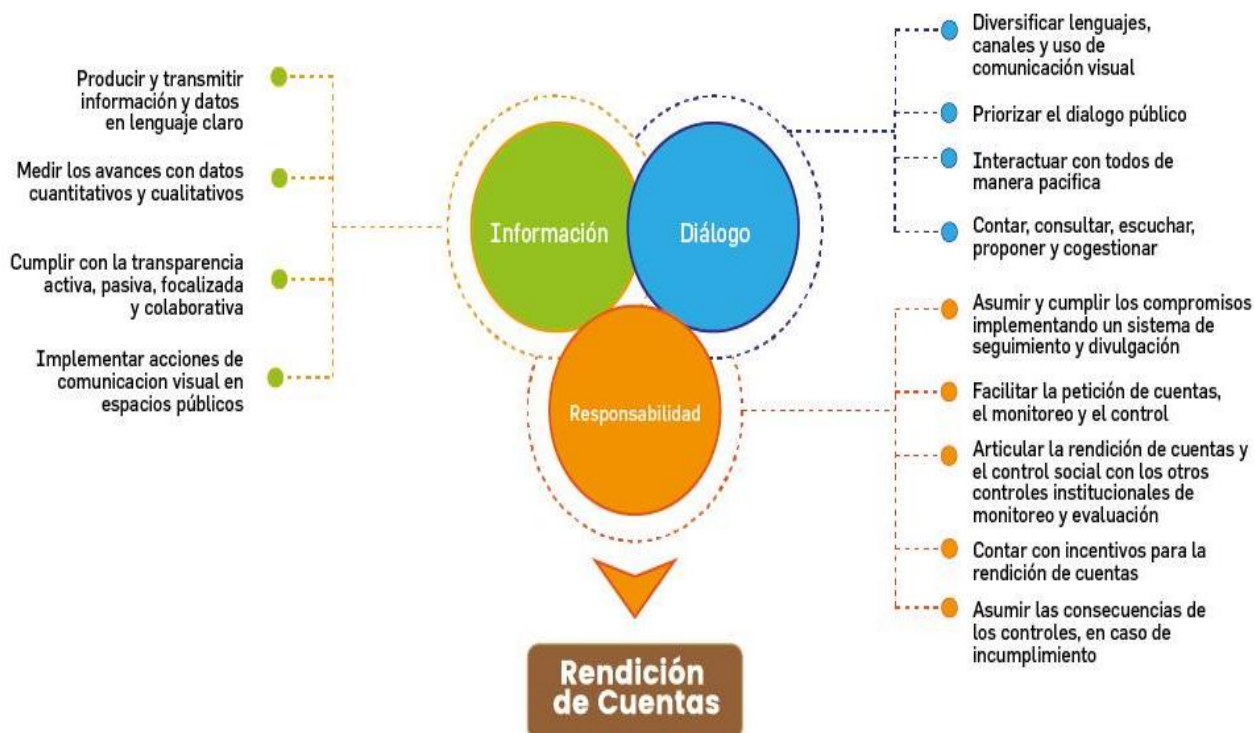 Producir y transmitir
información y datos
en lenguaje claro
Medir los avances con datos
cuantitativos y cualitativos
Cumplir con la transparencia
activa, pasiva, focalizada
y colaborativa
Implementar acciones de
comunicacion visual en
espacios públicos
Información
Diálogo
Responsabilidad
Diversificar lenguajes,
canales y uso de
comunicación visual
Priorizar el dialogo público
Interactuar con todos de
manera pacifica
Contar, consultar, escuchar,
proponer y cogestionar
Asumir y cumplir los compromisos
implementando un sistema de
seguimiento y divulgación
Facilitar la petición de cuentas,
el monitoreo y el control
Articular la rendición de cuentas y
el control social con los otros
controles institucionales de
monitoreo y evaluación
Contar con incentivos para la
rendición de cuentas
Asumir las consecuencias de
los controles, en caso de
incumplimiento
Rendición
de Cuentas